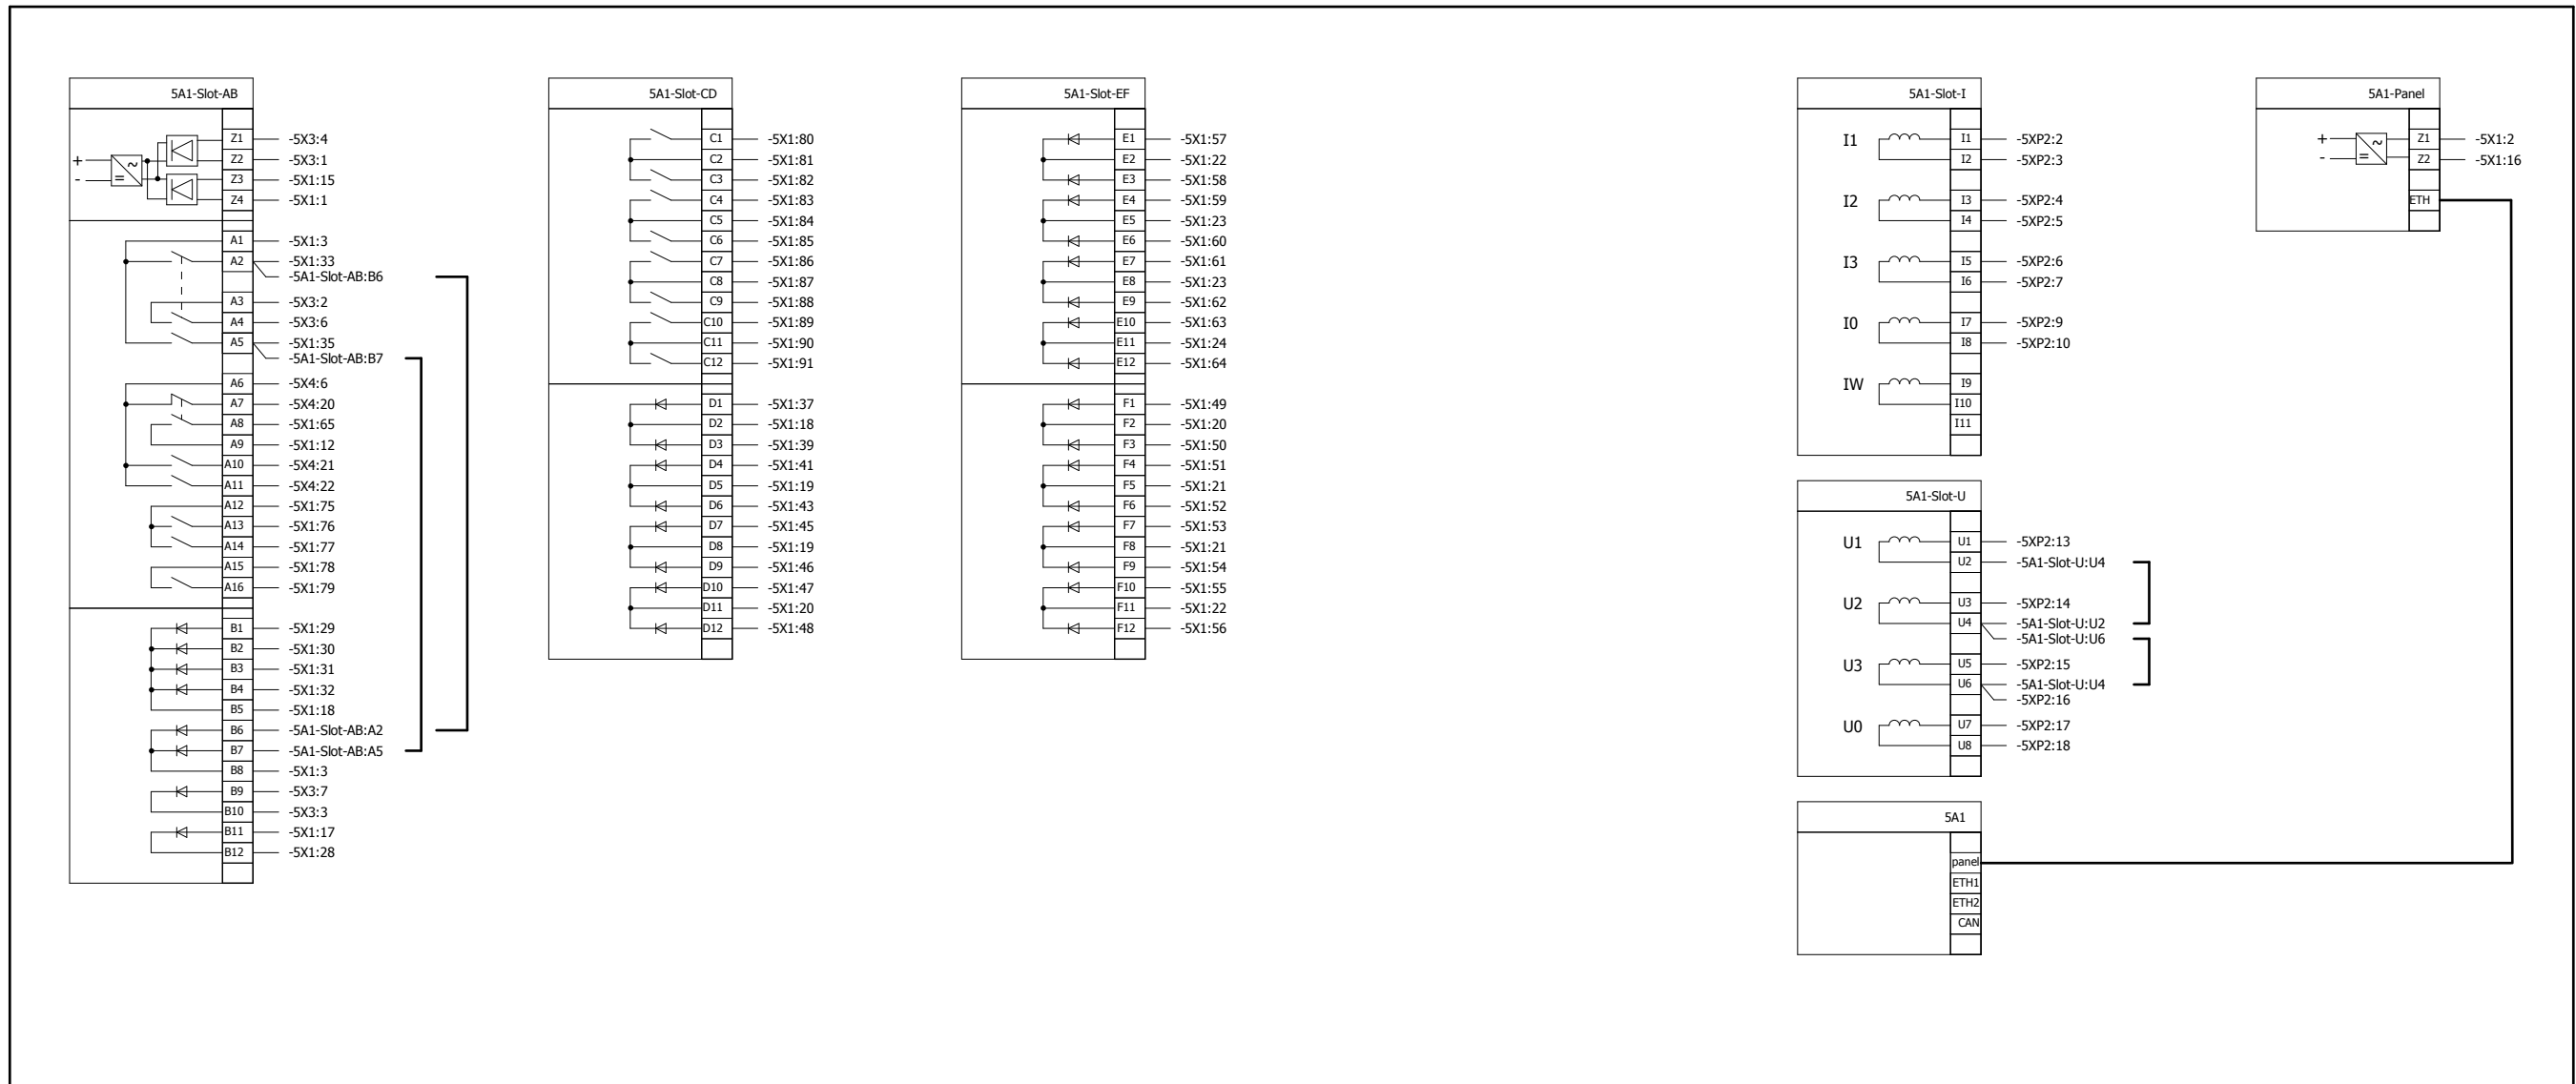 5A1-Slot-AB
+
-
~
=
Z1 -5X3:4
Z2 -5X3:1
Z3 -5X1:15
Z4 -5X1:1
A1 -5X1:3
A2 -5X1:33
-5A1-Slot-AB:B6
A3 -5X3:2
A4 -5X3:6
A5 -5X1:35
-5A1-Slot-AB:B7
A6 -5X4:6
A7 -5X4:20
A8 -5X1:65
A9 -5X1:12
A10 -5X4:21
A11 -5X4:22
A12 -5X1:75
A13 -5X1:76
A14 -5X1:77
A15 -5X1:78
A16 -5X1:79
B1 -5X1:29
B2 -5X1:30
B3 -5X1:31
B4 -5X1:32
B5 -5X1:18
B6 -5A1-Slot-AB:A2
B7 -5A1-Slot-AB:A5
B8 -5X1:3
B9 -5X3:7
B10 -5X3:3
B11 -5X1:17
B12 -5X1:28
5A1-Slot-CD
C1 -5X1:80
C2 -5X1:81
C3 -5X1:82
C4 -5X1:83
C5 -5X1:84
C6 -5X1:85
C7 -5X1:86
C8 -5X1:87
C9 -5X1:88
C10 -5X1:89
C11 -5X1:90
C12 -5X1:91
D1 -5X1:37
D2 -5X1:18
D3 -5X1:39
D4 -5X1:41
D5 -5X1:19
D6 -5X1:43
D7 -5X1:45
D8 -5X1:19
D9 -5X1:46
D10 -5X1:47
D11 -5X1:20
D12 -5X1:48
5A1-Slot-EF
E1 -5X1:57
E2 -5X1:22
E3 -5X1:58
E4 -5X1:59
E5 -5X1:23
E6 -5X1:60
E7 -5X1:61
E8 -5X1:23
E9 -5X1:62
E10 -5X1:63
E11 -5X1:24
E12 -5X1:64
F1 -5X1:49
F2 -5X1:20
F3 -5X1:50
F4 -5X1:51
F5 -5X1:21
F6 -5X1:52
F7 -5X1:53
F8 -5X1:21
F9 -5X1:54
F10 -5X1:55
F11 -5X1:22
F12 -5X1:56
5A1-Slot-I
I1 I1 -5XP2:2
I2 -5XP2:3
I2 I3 -5XP2:4
I4 -5XP2:5
I3 I5 -5XP2:6
I6 -5XP2:7
I0 I7 -5XP2:9
I8 -5XP2:10
IW I9
I10
I11
5A1-Slot-U
U1 U1 -5XP2:13
U2 -5A1-Slot-U:U4
U2 U3 -5XP2:14
U4 -5A1-Slot-U:U2
-5A1-Slot-U:U6
U3 U5 -5XP2:15
U6 -5A1-Slot-U:U4
-5XP2:16
U0 U7 -5XP2:17
U8 -5XP2:18
5A1
panel
ETH1
ETH2
CAN
5A1-Panel
+
-
~
=
Z1 -5X1:2
Z2 -5X1:16
ETH